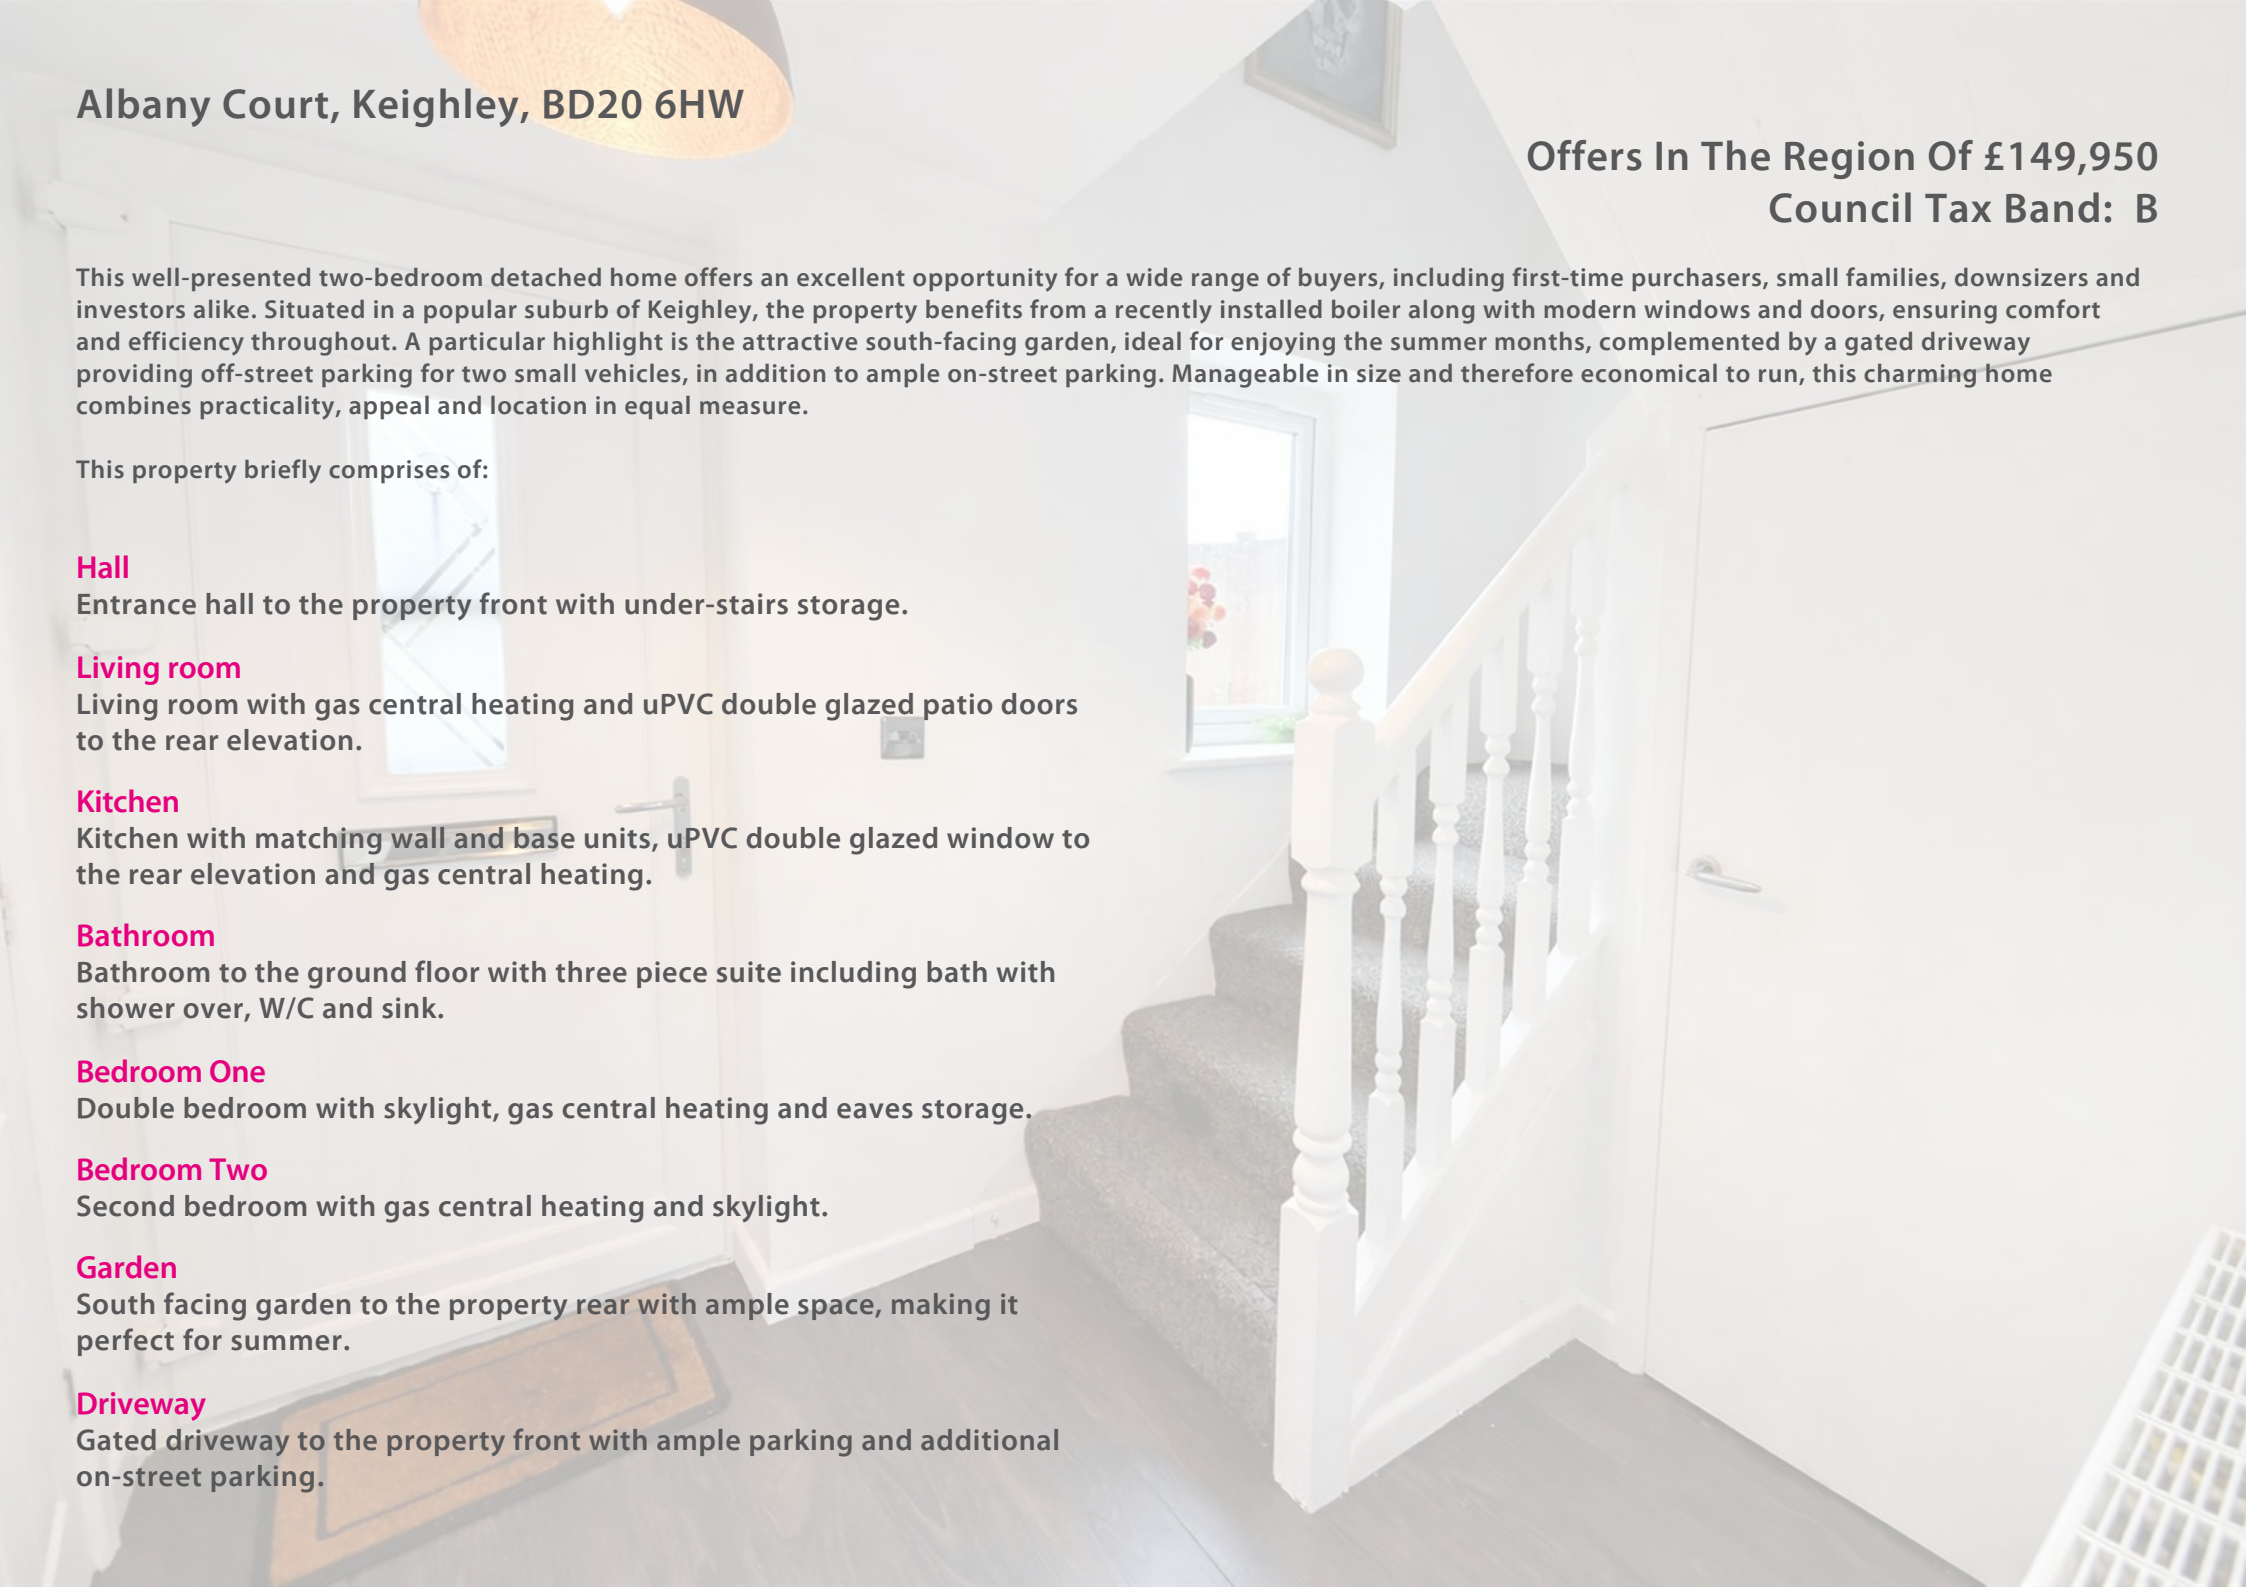 Albany Court, Keighley, BD20 6HW
Offers In The Region Of £149,950
Council Tax Band:  B
This well-presented two-bedroom detached home offers an excellent opportunity for a wide range of buyers, including first-time purchasers, small families, downsizers and
investors alike. Situated in a popular suburb of Keighley, the property benefits from a recently installed boiler along with modern windows and doors, ensuring comfort
and efficiency throughout. A particular highlight is the attractive south-facing garden, ideal for enjoying the summer months, complemented by a gated driveway
providing off-street parking for two small vehicles, in addition to ample on-street parking. Manageable in size and therefore economical to run, this charming home
combines practicality, appeal and location in equal measure.
This property briefly comprises of:
Hall
Entrance hall to the property front with under-stairs storage.
Living room
Living room with gas central heating and uPVC double glazed patio doors
to the rear elevation.
Kitchen
Kitchen with matching wall and base units, uPVC double glazed window to
the rear elevation and gas central heating.
Bathroom
Bathroom to the ground floor with three piece suite including bath with
shower over, W/C and sink.
Bedroom One
Double bedroom with skylight, gas central heating and eaves storage.
Bedroom Two
Second bedroom with gas central heating and skylight.
Garden
South facing garden to the property rear with ample space, making it
perfect for summer.
Driveway
Gated driveway to the property front with ample parking and additional
on-street parking.